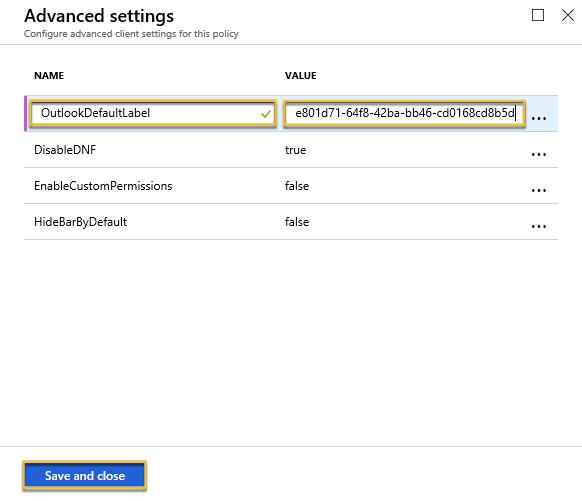 Advanced settings
Configure advanced client settings for this policy
NAME VALUE
OutlookDefaultLabel e801d71-64f8-42ba-bb46-cd0168cd8b5d ...
DisableDNF true ...
EnableCustomPermissions false ...
HideBarByDefault false ...
Save and close